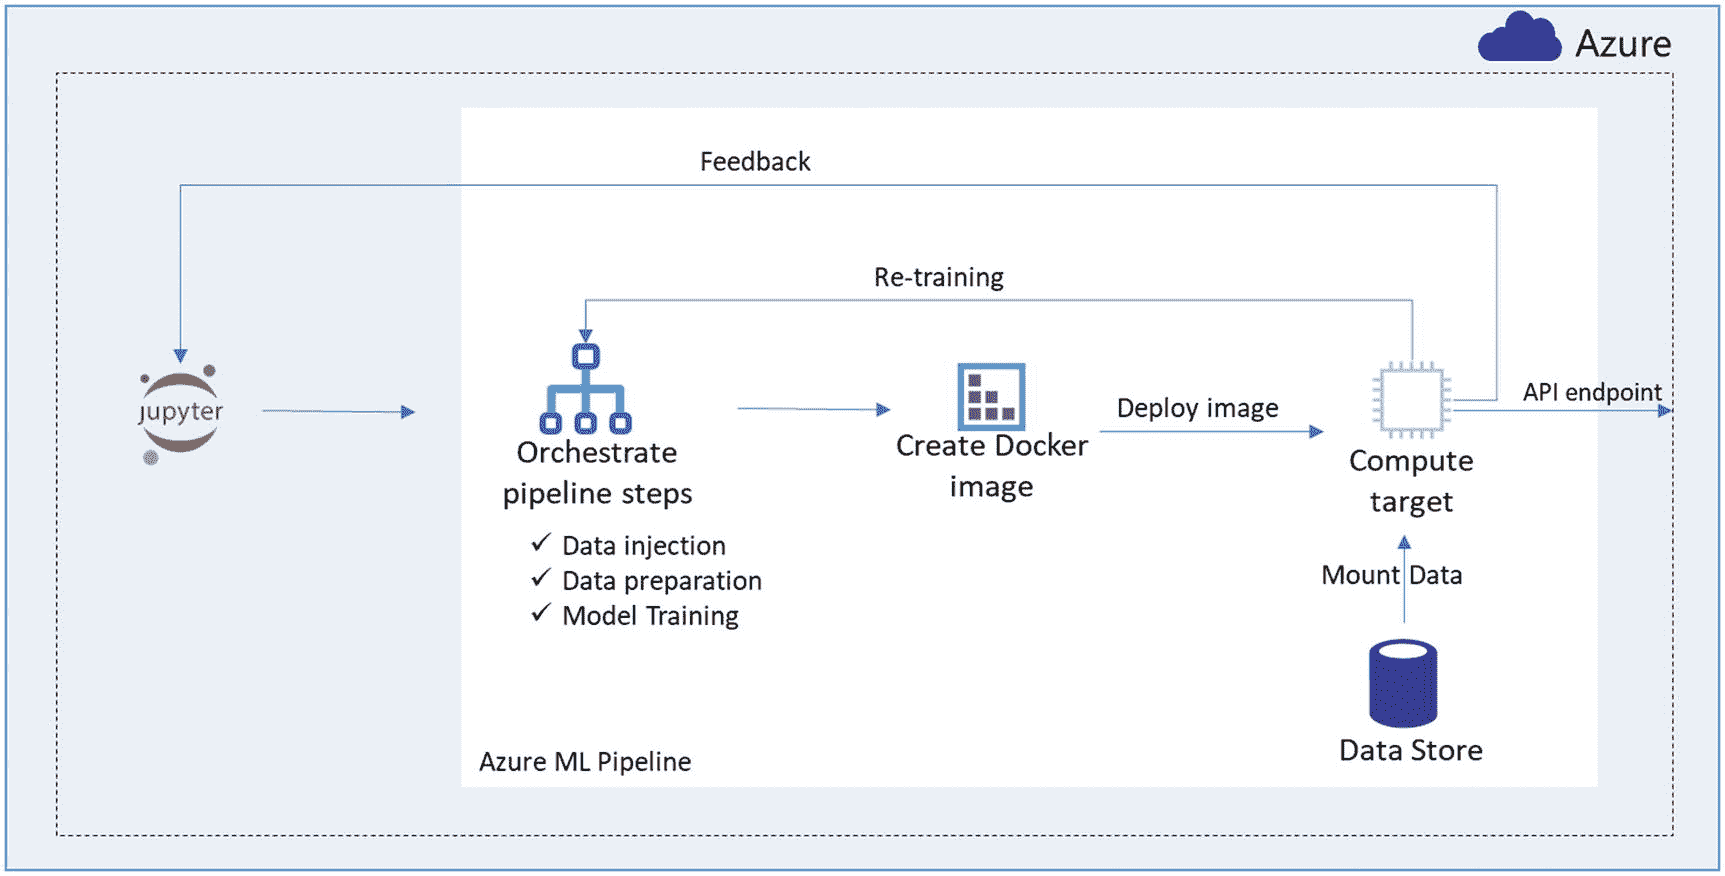 Azure
Feedback
Re-training
jupyter
API endpoint
Deploy image
Create Docker
image
Orchestrate
pipeline steps
✓ Data injection
✓ Data preparation
✓ Model Training
Compute
target
Mount Data
Data Store
Azure ML Pipeline